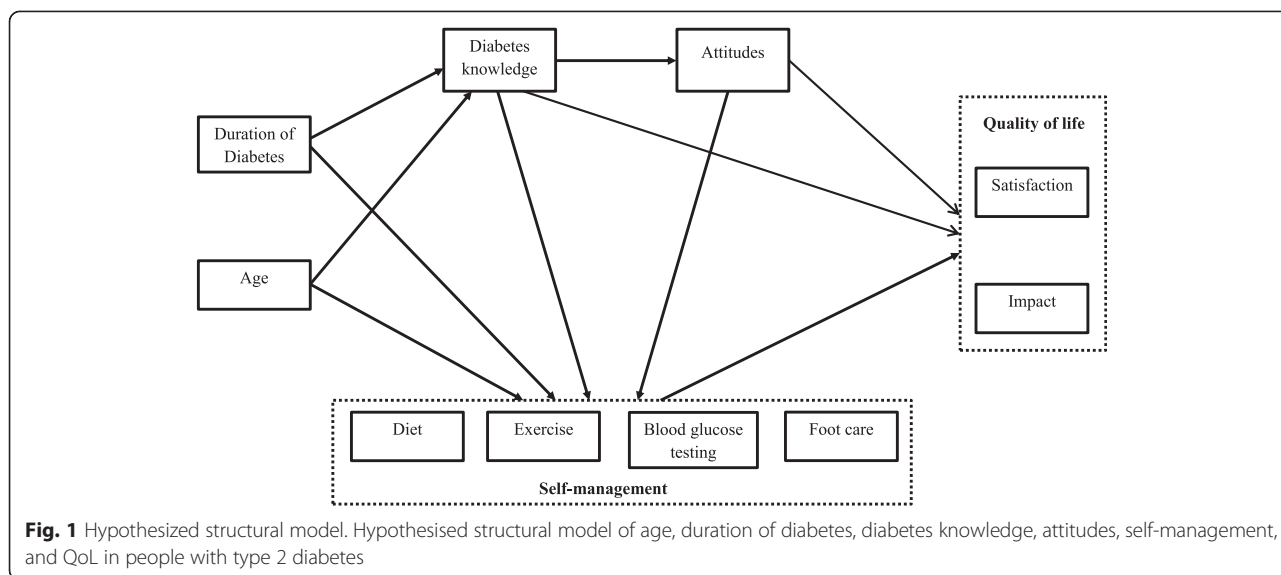 Diabetes
knowledge
Attitudes
Duration of
Diabetes
Quality of life
Satisfaction
Age
Impact
Diet
Exercise
Blood glucose
testing
Foot care
Self-management
Fig. 1 Hypothesized structural model. Hypothesised structural model of age, duration of diabetes, diabetes knowledge, attitudes, self-management,
and QoL in people with type 2 diabetes